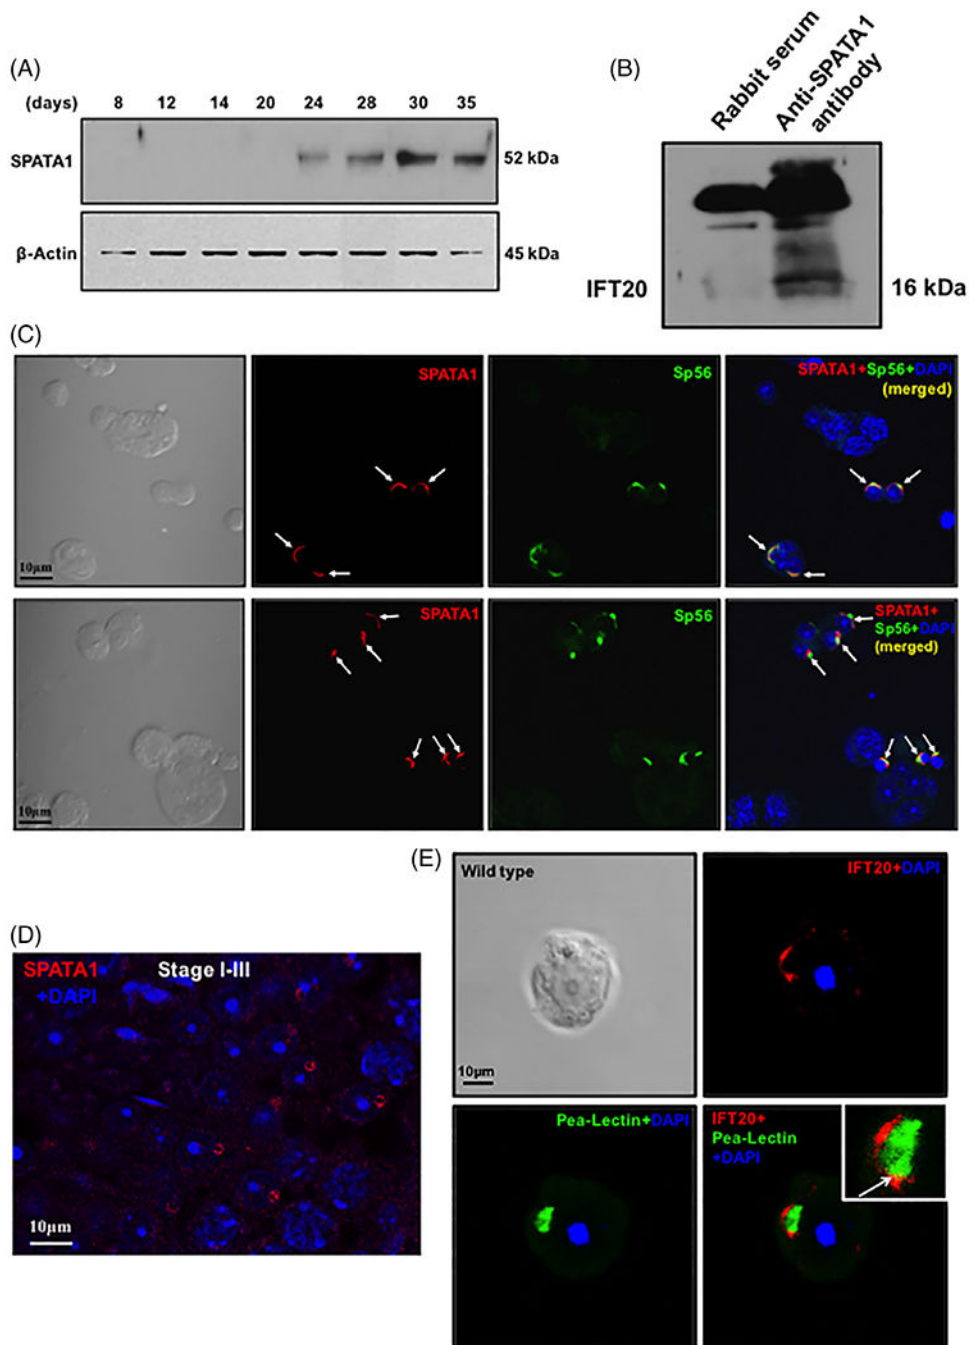 (A)
(days) 8 12 14 20 24 28 30 35
SPATA1
52 kDa
β-Actin
45 kDa
(B)
Rabbit serum
Anti-SPATA1
antibody
IFT20
16 kDa
(C)
10μm
SPATA1
Sp56
SPATA1+Sp56+DAPI
(merged)
10μm
SPATA1
Sp56
SPATA1+
Sp56+DAPI
(merged)
(D)
SPATA1
+DAPI
Stage I-III
10μm
(E)
Wild type
10μm
IFT20+DAPI
Pea-Lectin+DAPI
IFT20+
Pea-Lectin
+DAPI